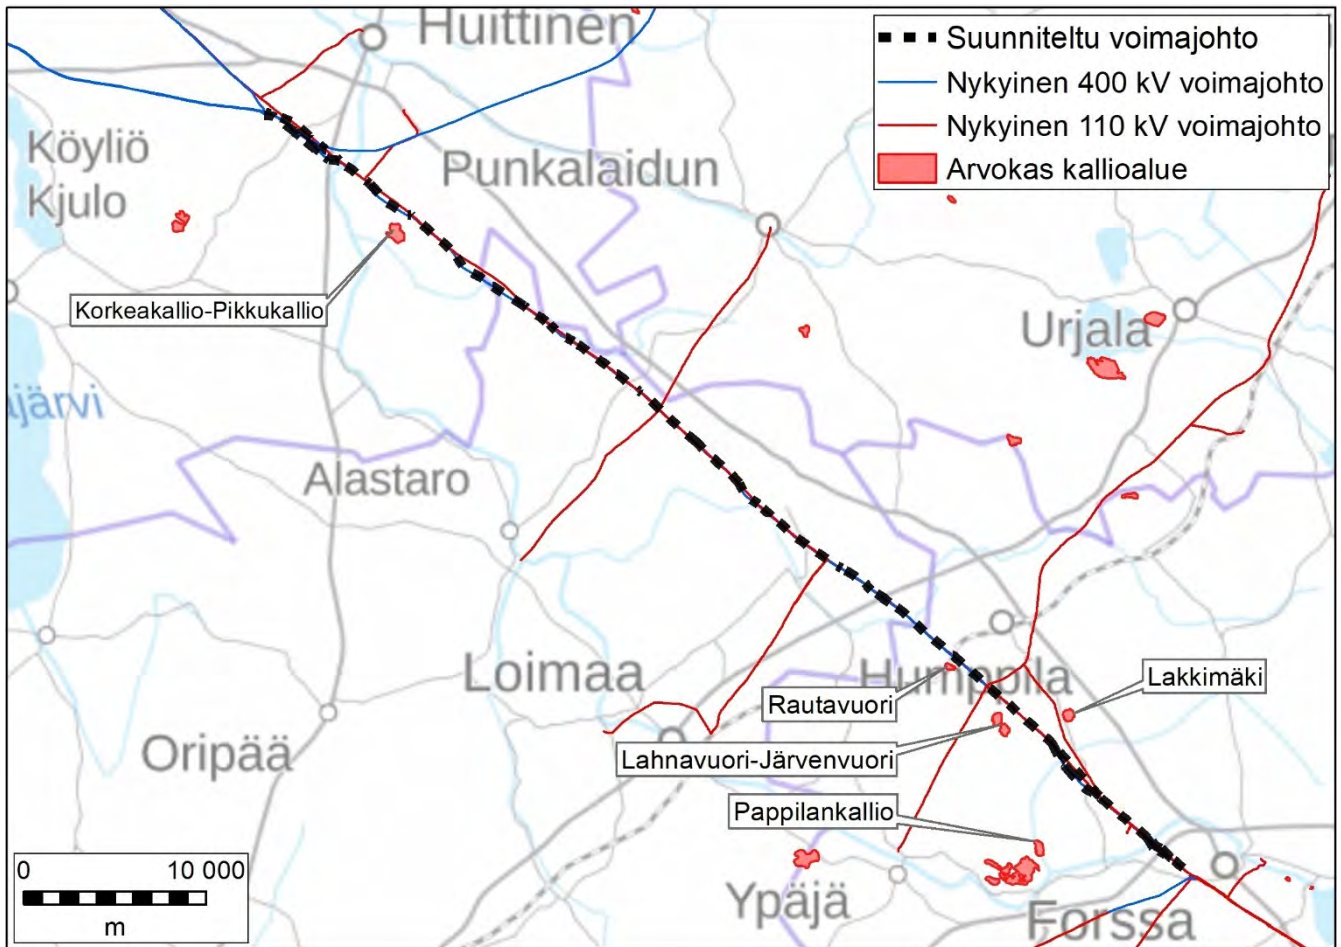 Huittinen
Suunniteltu voimajohto
Nykyinen 400 kV voimajohto
Nykyinen 110 kV voimajohto
Arvokas kallioalue
Köyliö
Kjulo
Punkalaidun
Korkeakallio-Pikkukallio
Urjala
ajärvi
Alastaro
Loimaa
Humppila
Lakkimäki
Rautavuori
Oripää
Lahnavuori-Järvenvuori
Pappilankallio
0 10 000
m
Ypäjä
Forssa